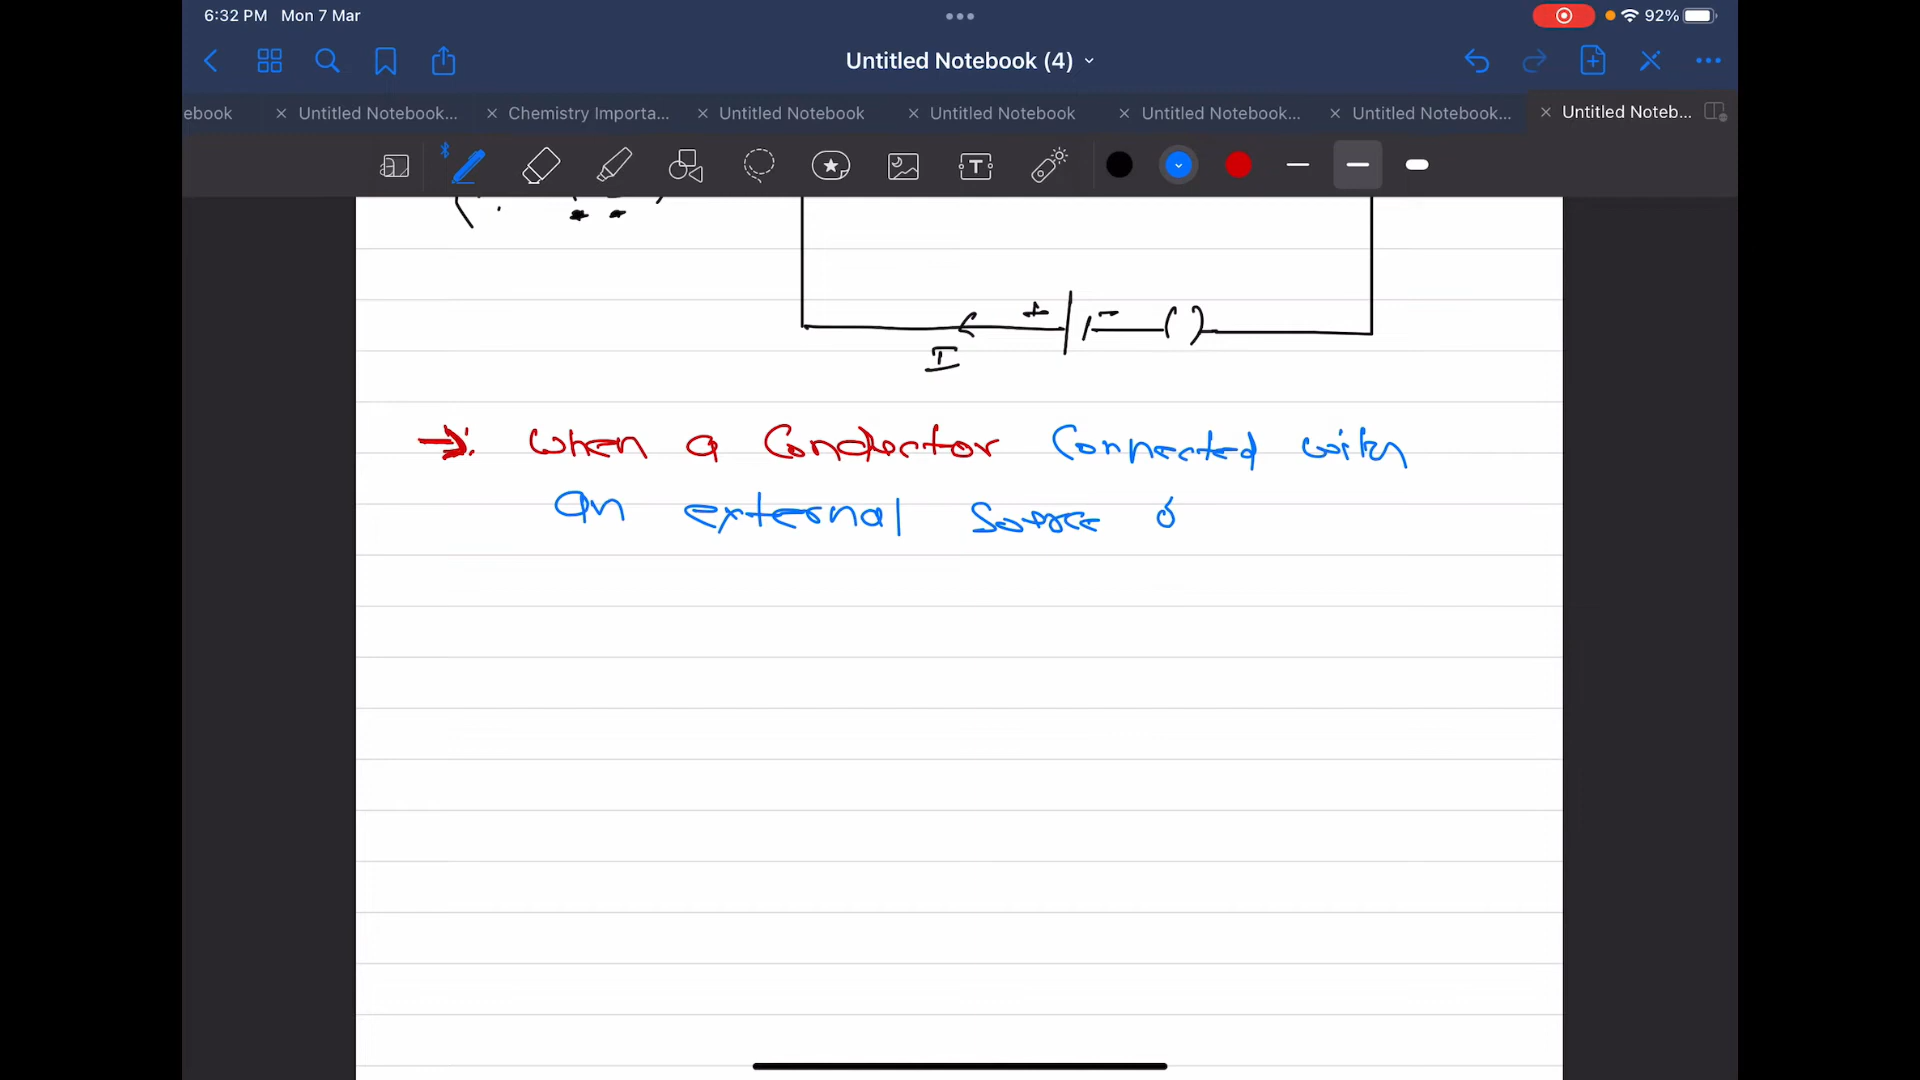 6:32 PM Mon 7 Mar 92%
Untitled Notebook (4)
ebook Untitled Notebook... Chemistry Importa... Untitled Notebook Untitled Notebook Untitled Notebook... Untitled Notebook... Untitled Noteb...
+ - ( )
I
→: When a Conductor Connected with
an external Source o